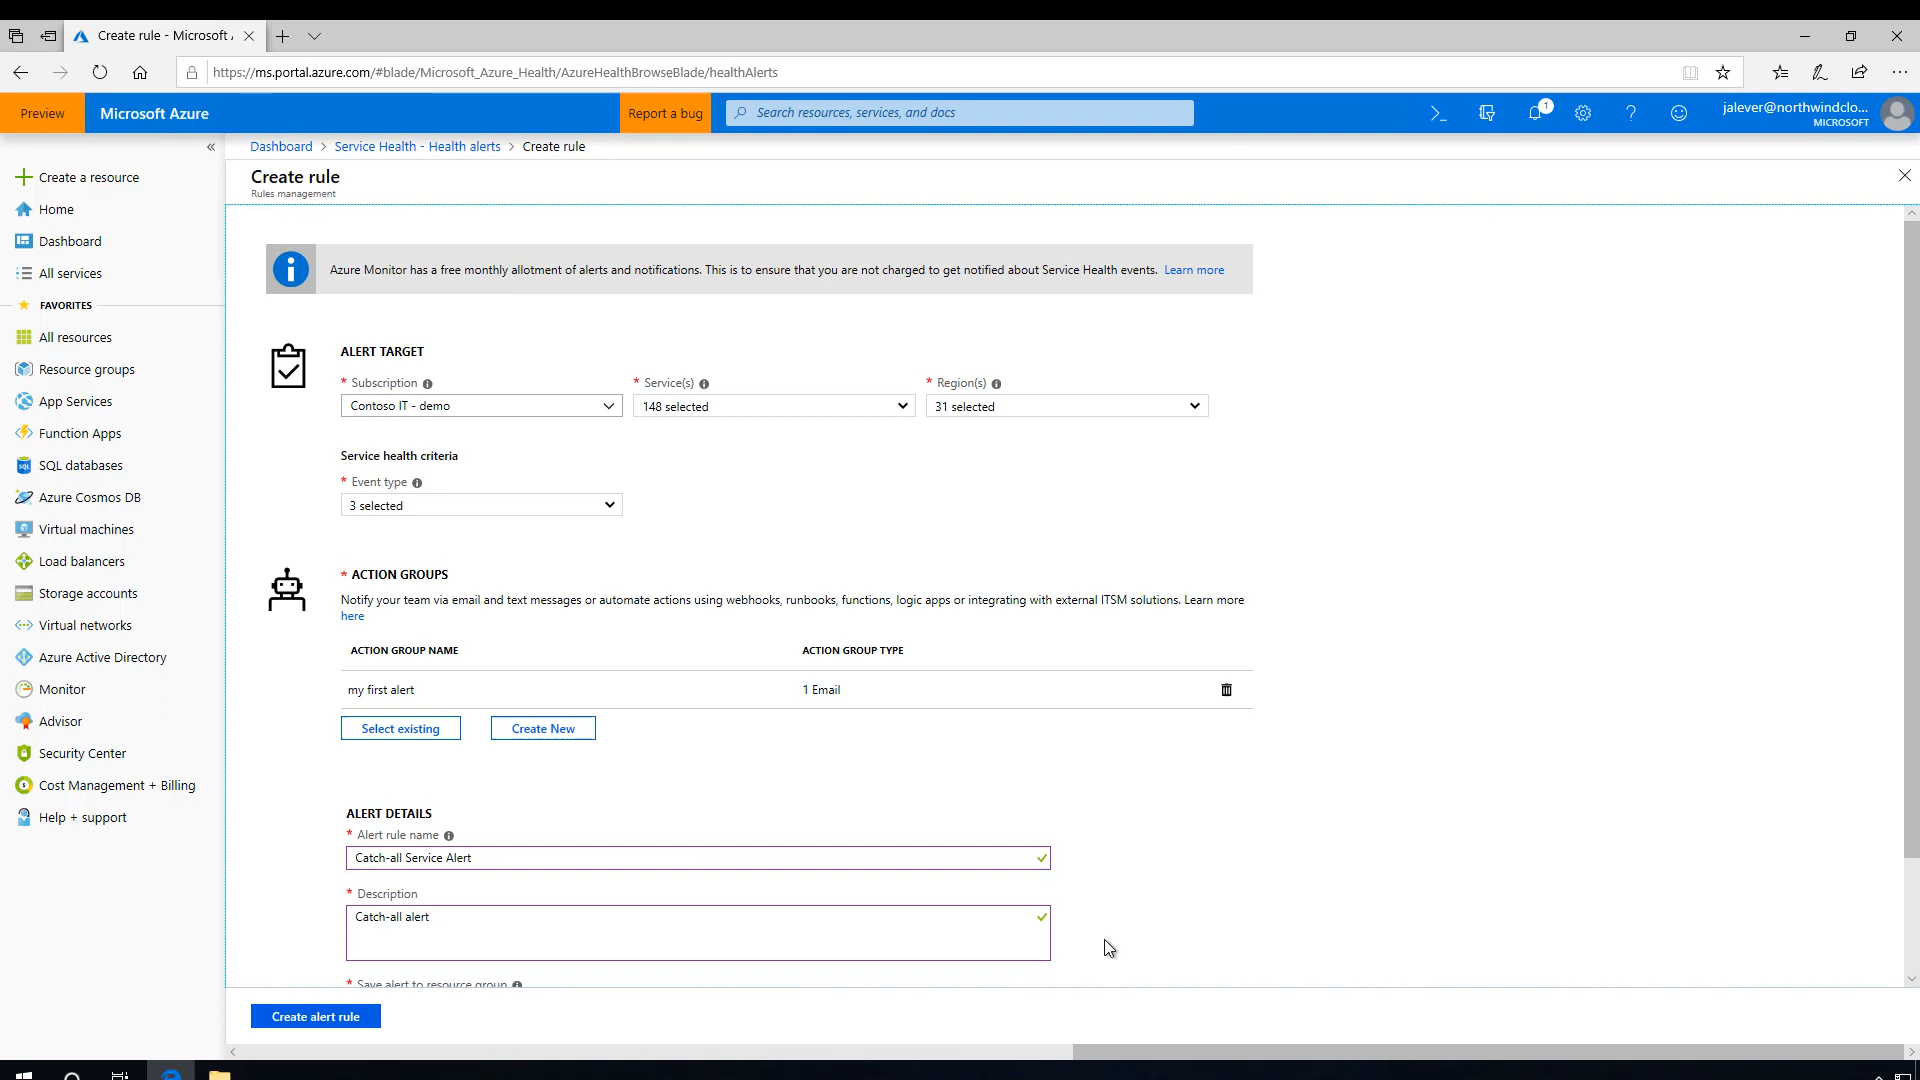 Create rule - Microsoft A
https://ms.portal.azure.com/#blade/Microsoft_Azure_Health/AzureHealthBrowseBlade/healthAlerts
Preview
Microsoft Azure
Report a bug
Search resources, services, and docs
1
jalever@northwindclo...
MICROSOFT
Dashboard > Service Health - Health alerts > Create rule
Create rule
Rules management
Create a resource
Home
Dashboard
All services
FAVORITES
All resources
Resource groups
App Services
Function Apps
SQL databases
Azure Cosmos DB
Virtual machines
Load balancers
Storage accounts
Virtual networks
Azure Active Directory
Monitor
Advisor
Security Center
Cost Management + Billing
Help + support
Azure Monitor has a free monthly allotment of alerts and notifications. This is to ensure that you are not charged to get notified about Service Health events. Learn more
ALERT TARGET
* Subscription
* Service(s)
* Region(s)
Contoso IT - demo
148 selected
31 selected
Service health criteria
* Event type
3 selected
* ACTION GROUPS
Notify your team via email and text messages or automate actions using webhooks, runbooks, functions, logic apps or integrating with external ITSM solutions. Learn more
here
ACTION GROUP NAME
ACTION GROUP TYPE
my first alert
1 Email
Select existing
Create New
ALERT DETAILS
* Alert rule name
Catch-all Service Alert
* Description
Catch-all alert
* Save alert to resource group
Create alert rule